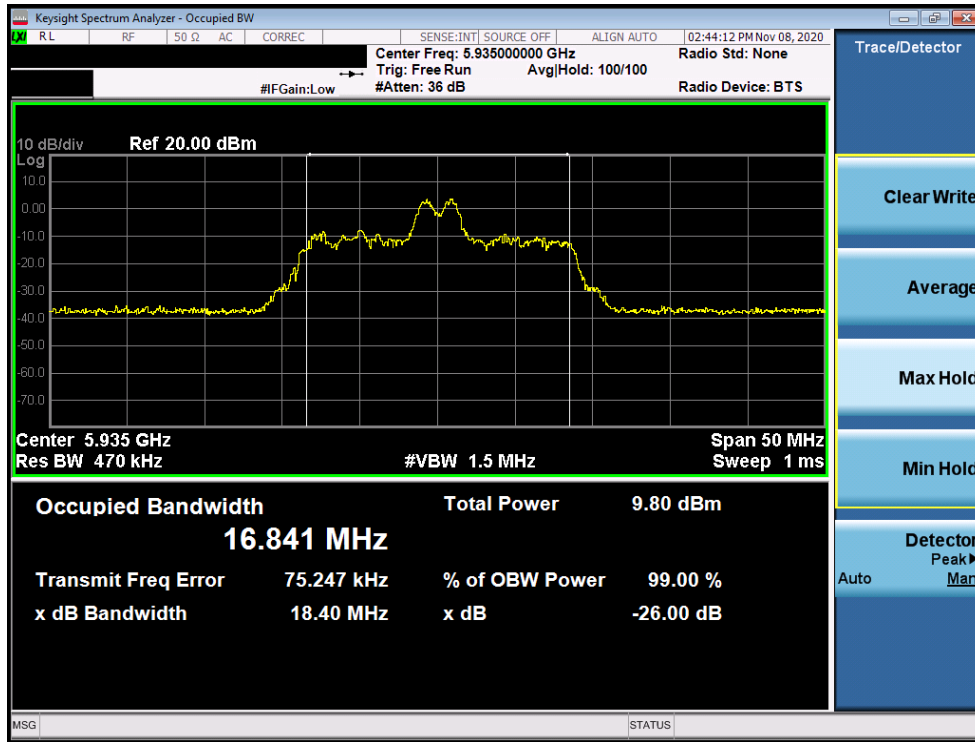 Keysight Spectrum Analyzer - Occupied BW
LXI RL RF 50 Ω AC CORREC SENSE:INT SOURCE OFF ALIGN AUTO 02:44:12 PM Nov 08, 2020
Center Freq: 5.935000000 GHz Radio Std: None
Trig: Free Run Avg|Hold: 100/100
#IFGain:Low #Atten: 36 dB Radio Device: BTS
Trace/Detector
10 dB/div Ref 20.00 dBm
Log
10.0
0.00
-10.0
-20.0
-30.0
-40.0
-50.0
-60.0
-70.0
Center 5.935 GHz Span 50 MHz
Res BW 470 kHz #VBW 1.5 MHz Sweep 1 ms
Occupied Bandwidth Total Power 9.80 dBm
16.841 MHz
Transmit Freq Error 75.247 kHz % of OBW Power 99.00 %
x dB Bandwidth 18.40 MHz x dB -26.00 dB
Clear Write
Average
Max Hold
Min Hold
Detector
Peak▶
Auto Man
MSG STATUS